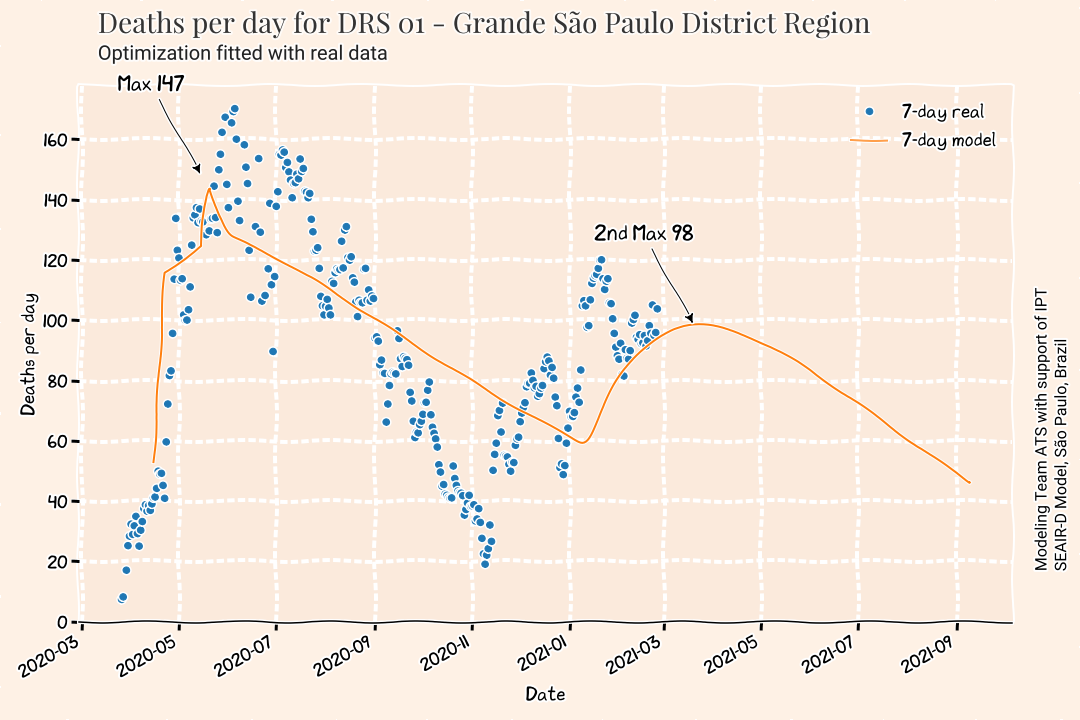 Deaths per day for DRS 01 - Grande São Paulo District Region
Optimization fitted with real data
Max 147
7-day real
7-day model
2nd Max 98
Deaths per day
160
140
120
100
80
60
40
20
0
2020-03
2020-05
2020-07
2020-09
2020-11
2021-01
2021-03
2021-05
2021-07
2021-09
Date
Modeling Team ATS with support of IPT
SEAIR-D Model, São Paulo, Brazil